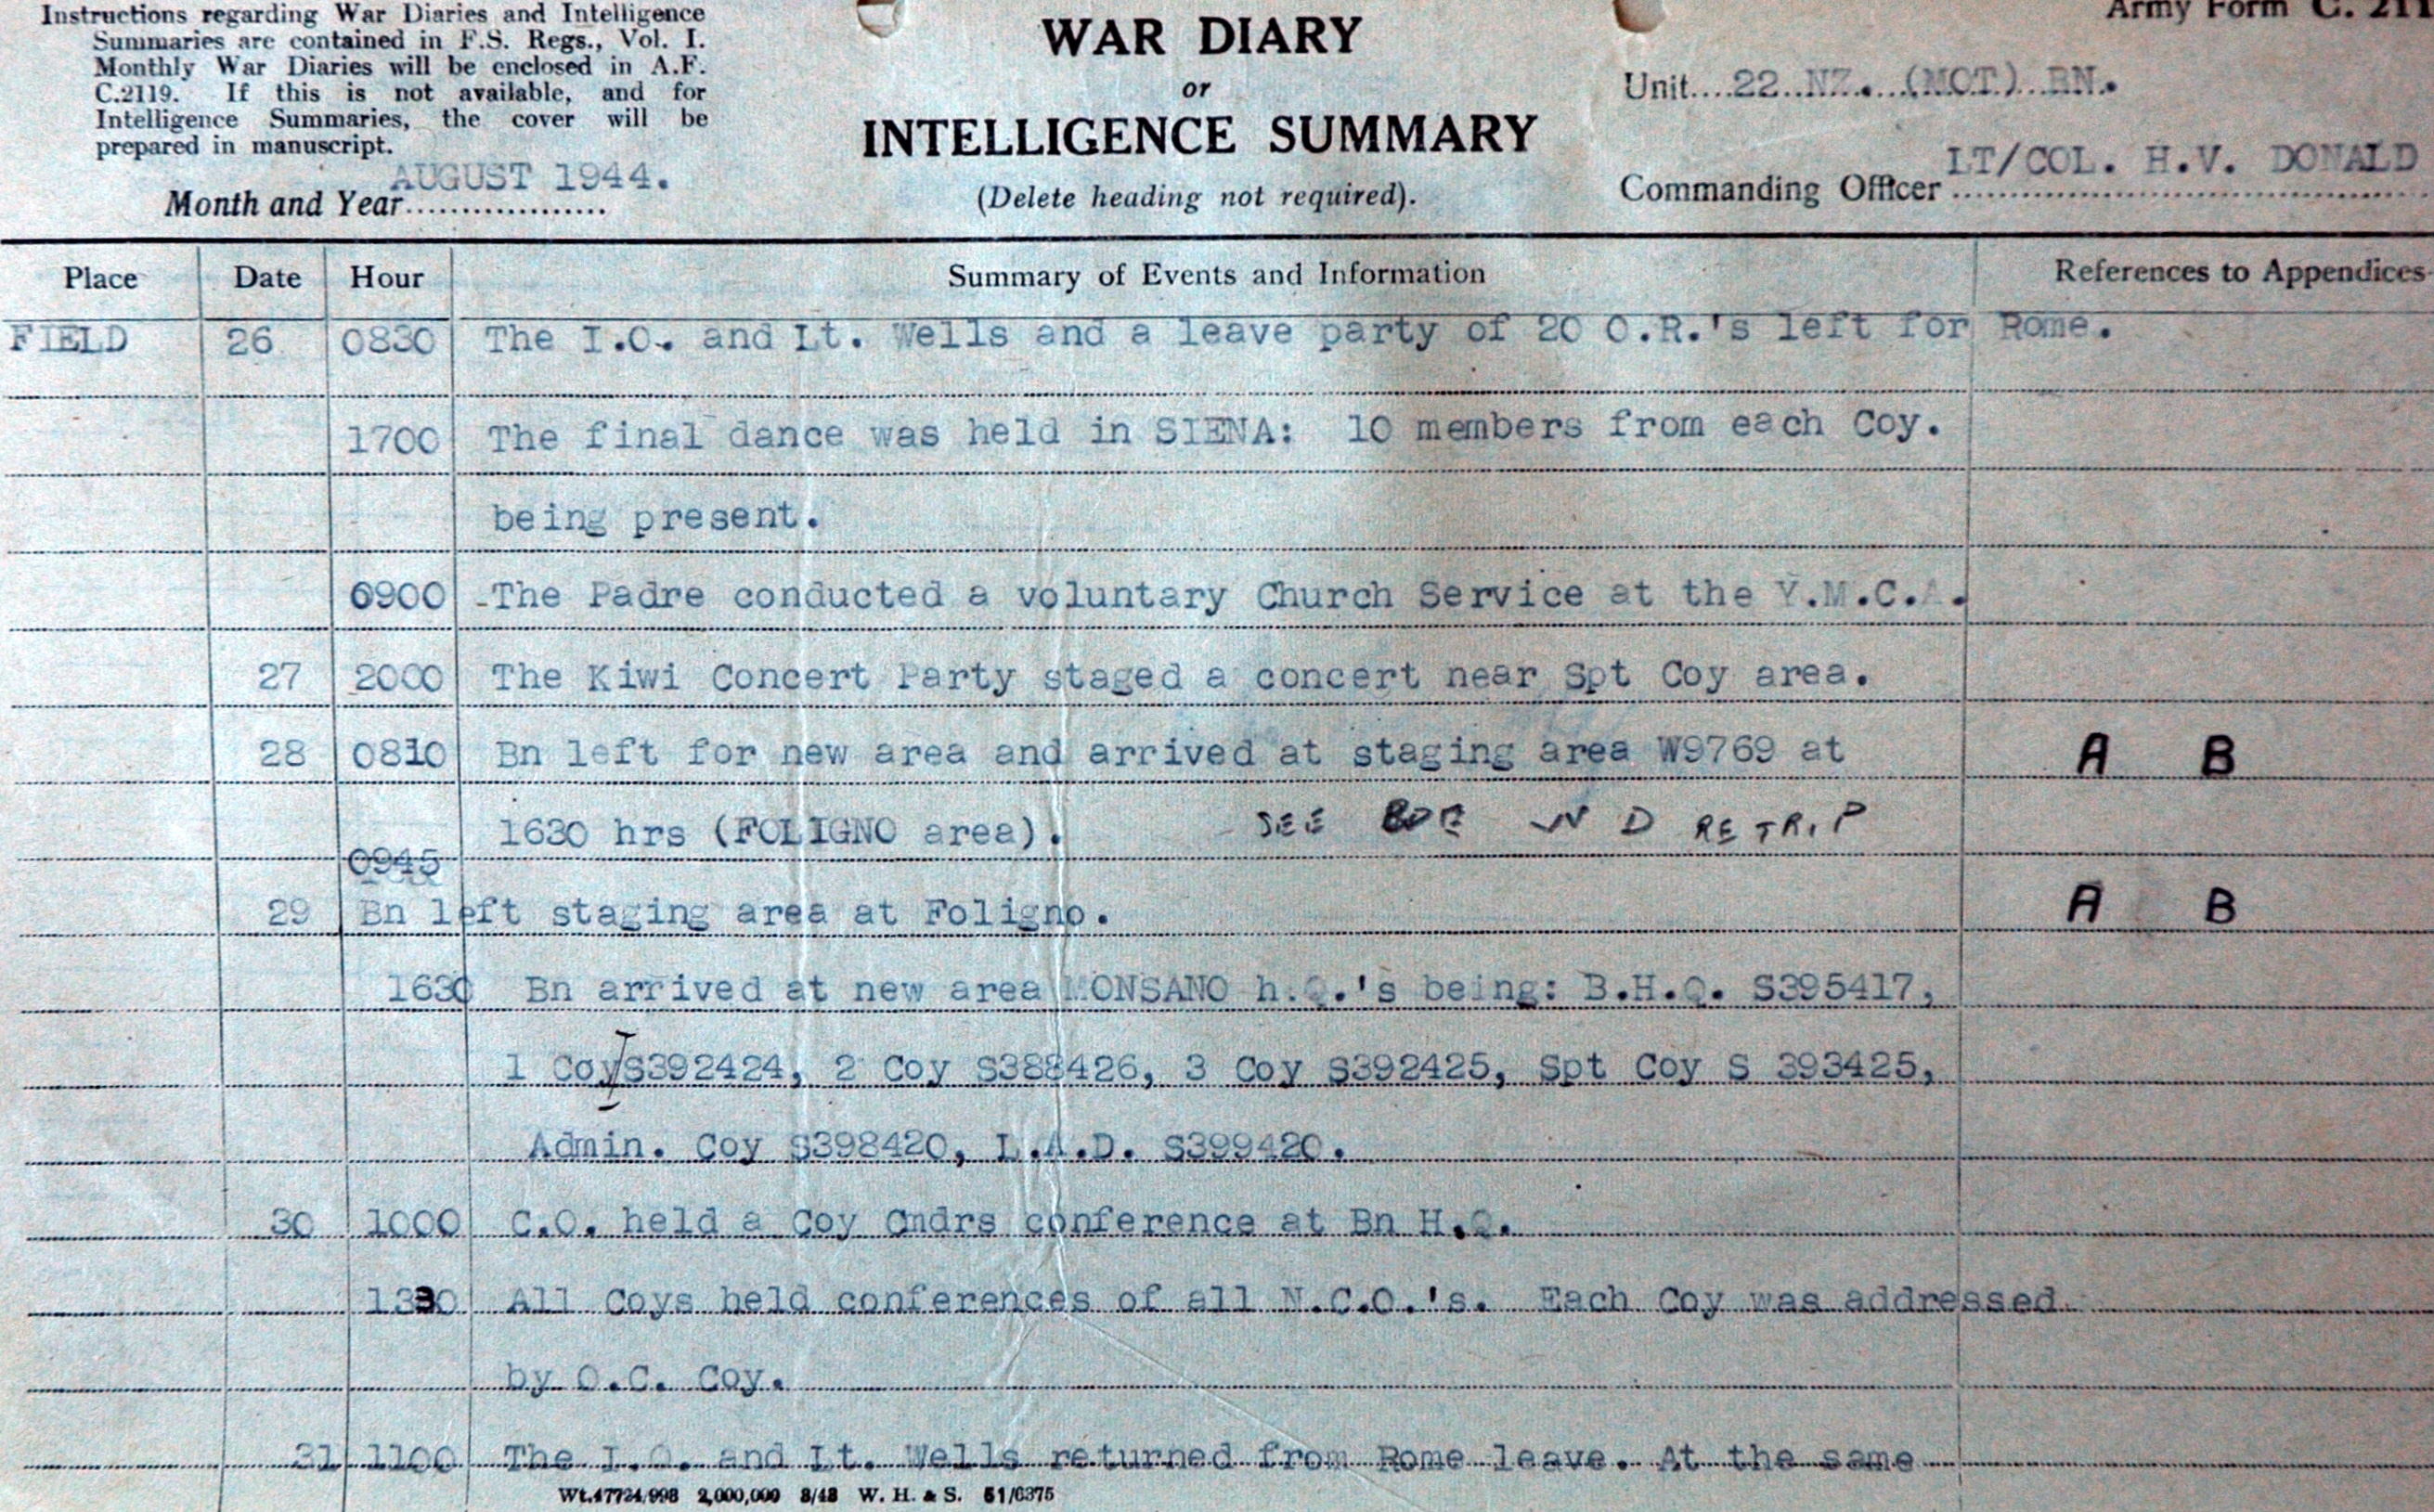 Instructions regarding War Diaries and Intelligence
Summaries are contained in F.S. Regs., Vol. I.
Monthly War Diaries will be enclosed in A.F.
C.2119. If this is not available, and for
Intelligence Summaries, the cover will be
prepared in manuscript.
Month and Year AUGUST 1944.
WAR DIARY
or
INTELLIGENCE SUMMARY
(Delete heading not required).
Army Form C. 211
Unit....22..NZ....(MOT)..BN.
Commanding Officer LT/COL. H.V. DONALD
Place Date Hour Summary of Events and Information References to Appendices
FIELD 26 0830 The I.O. and Lt. Wells and a leave party of 20 O.R.'s left for Rome.
1700 The final dance was held in SIENA: 10 members from each Coy.
being present.
0900 The Padre conducted a voluntary Church Service at the Y.M.C.A.
27 2000 The Kiwi Concert Party staged a concert near Spt Coy area.
28 0810 Bn left for new area and arrived at staging area W9769 at A B
1630 hrs (FOLIGNO area). SEE BDE W D RE TRIP
0945
29 Bn left staging area at Foligno. A B
1630 Bn arrived at new area MONSANO h.Q.'s being: B.H.Q. S395417,
1 Coy/S392424, 2 Coy S388426, 3 Coy S392425, Spt Coy S 393425,
Admin. Coy S398420, L.A.D. S399420.
30 1000 C.O. held a Coy Cmdrs conference at Bn H.Q.
1330 All Coys held conferences of all N.C.O.'s. Each Coy was addressed
by O.C. Coy.
31 1100 The I.O. and Lt. Wells returned from Rome leave. At the same
Wt.47724/993 2,000,000 3/43 W. H. & S. 51/6375